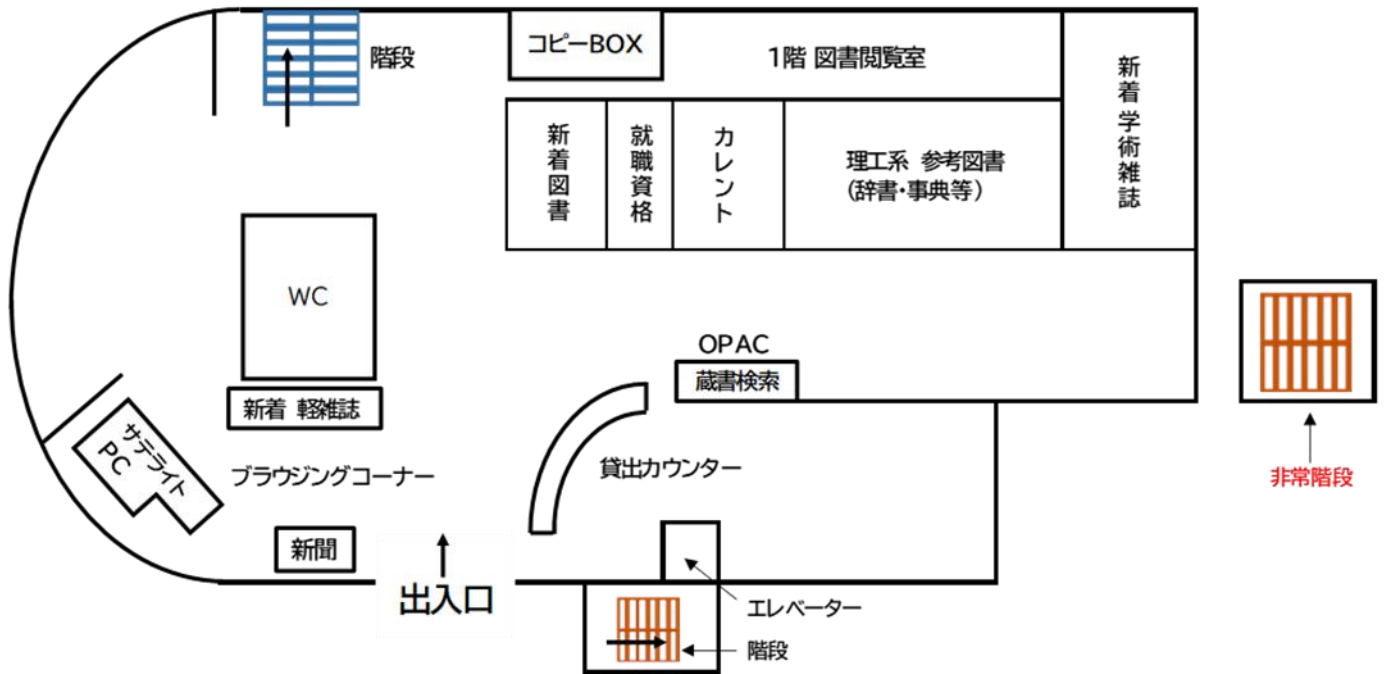 階段
コピーBOX
1階 図書閲覧室
新着 学術雑誌
新着図書
就職資格
カレント
理工系 参考図書
(辞書・事典等)
WC
OPAC
蔵書検索
新着 軽雑誌
サテライト
PC
ブラウジングコーナー
貸出カウンター
非常階段
新聞
出入口
エレベーター
階段